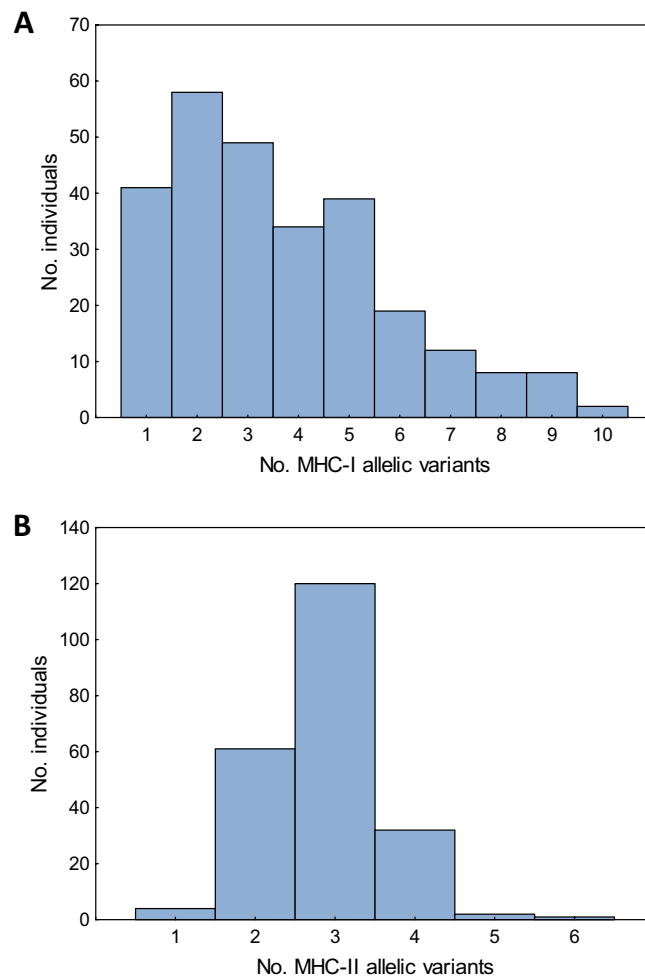 A
70
60
50
40
30
20
10
0
No. individuals
1 2 3 4 5 6 7 8 9 10
No. MHC-I allelic variants
B
140
120
100
80
60
40
20
0
No. individuals
1 2 3 4 5 6
No. MHC-II allelic variants